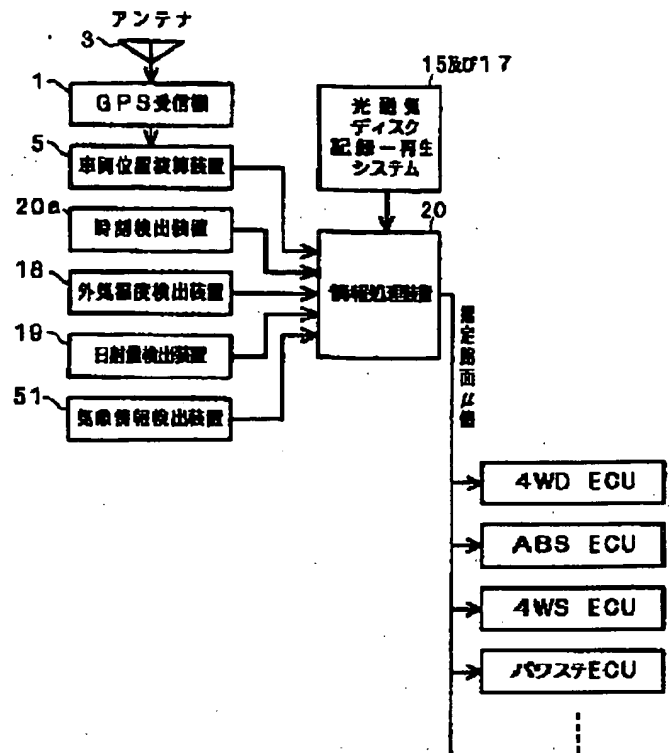 アンテナ
3
1
GPS受信機
5
車両位置演算装置
20a
時刻検出装置
18
外気温度検出装置
19
日射量検出装置
51
気象情報検出装置
15及び17
光磁気
ディスク
記録－再生
システム
20
情報処理装置
推定路面μ値
4WD ECU
ABS ECU
4WS ECU
パワステECU